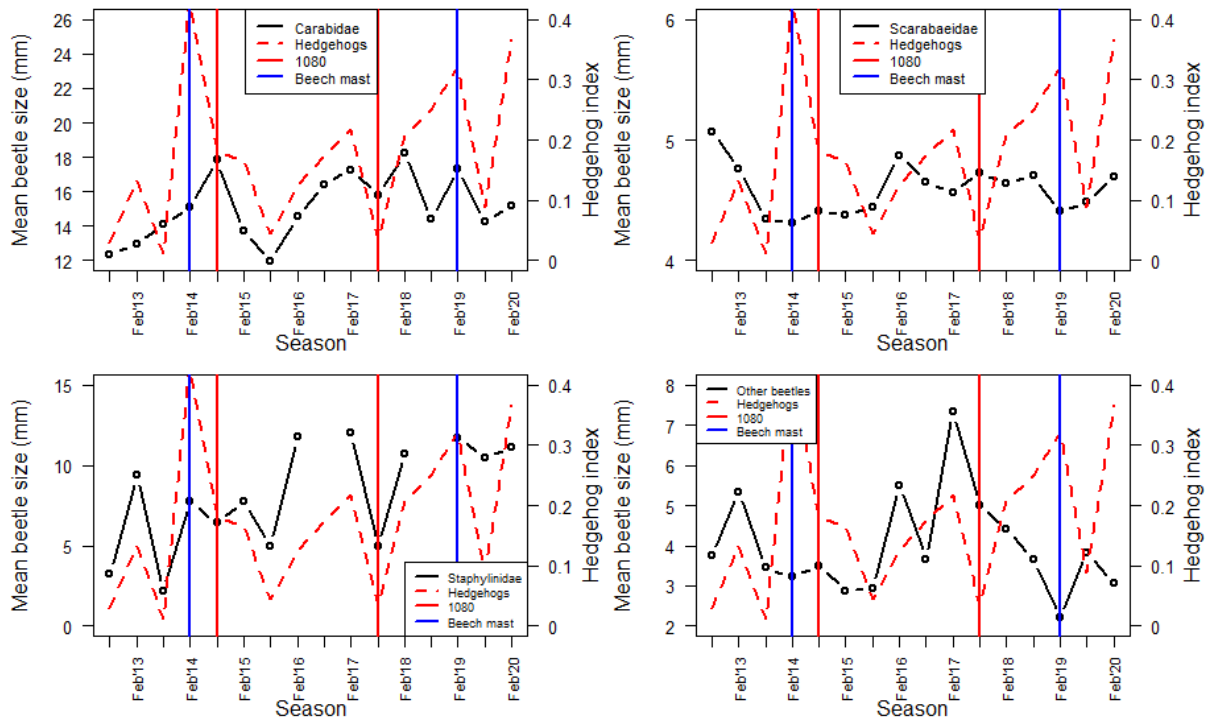 Mean beetle size (mm)
26
24
22
20
18
16
14
12
Carabidae
Hedgehogs
1080
Beech mast
0.4
0.3
0.2
0.1
0
Hedgehog index
Feb'13
Feb'14
Feb'15
Feb'16
Feb'17
Feb'18
Feb'19
Feb'20
Season
Mean beetle size (mm)
6
5
4
Scarabaeidae
Hedgehogs
1080
Beech mast
0.4
0.3
0.2
0.1
0
Hedgehog index
Feb'13
Feb'14
Feb'15
Feb'16
Feb'17
Feb'18
Feb'19
Feb'20
Season
Mean beetle size (mm)
15
10
5
0
Staphylinidae
Hedgehogs
1080
Beech mast
0.4
0.3
0.2
0.1
0
Hedgehog index
Feb'13
Feb'14
Feb'15
Feb'16
Feb'17
Feb'18
Feb'19
Feb'20
Season
Mean beetle size (mm)
8
7
6
5
4
3
2
Other beetles
Hedgehogs
1080
Beech mast
0.4
0.3
0.2
0.1
0
Hedgehog index
Feb'13
Feb'14
Feb'15
Feb'16
Feb'17
Feb'18
Feb'19
Feb'20
Season